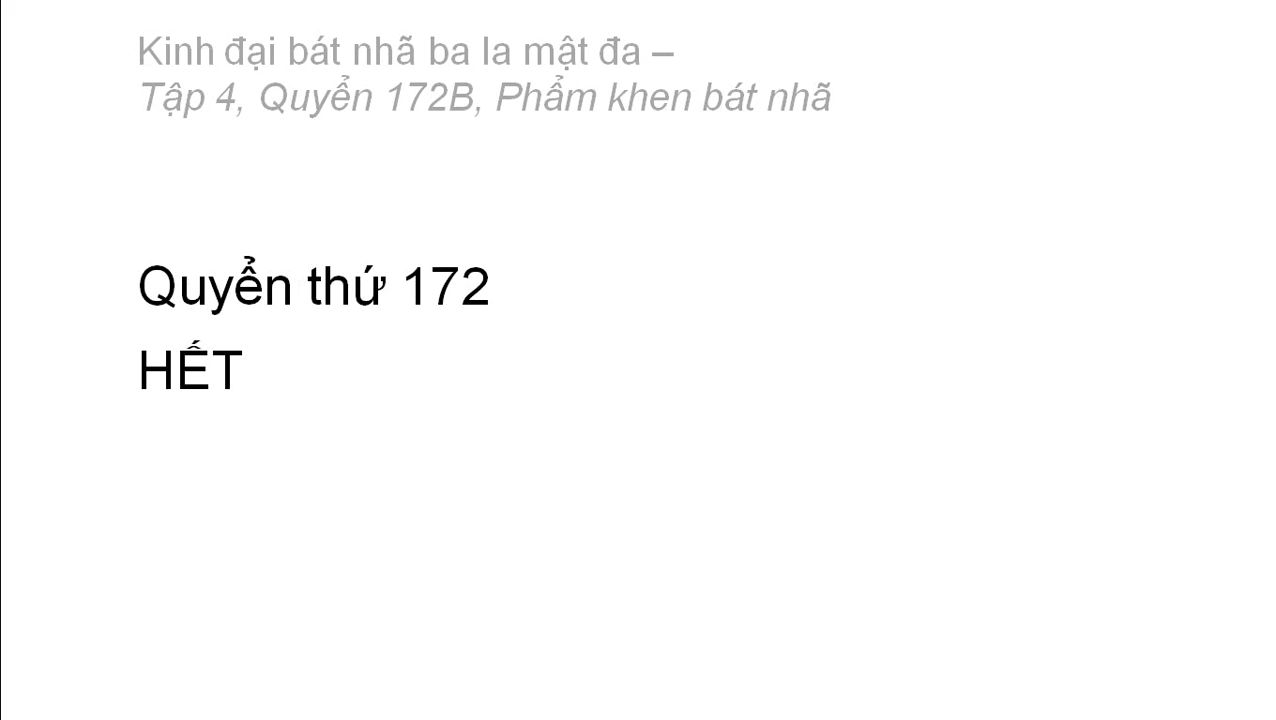 Kinh đại bát nhã ba la mật đa –
Tập 4, Quyển 172B, Phẩm khen bát nhã
Quyển thứ 172
HẾT